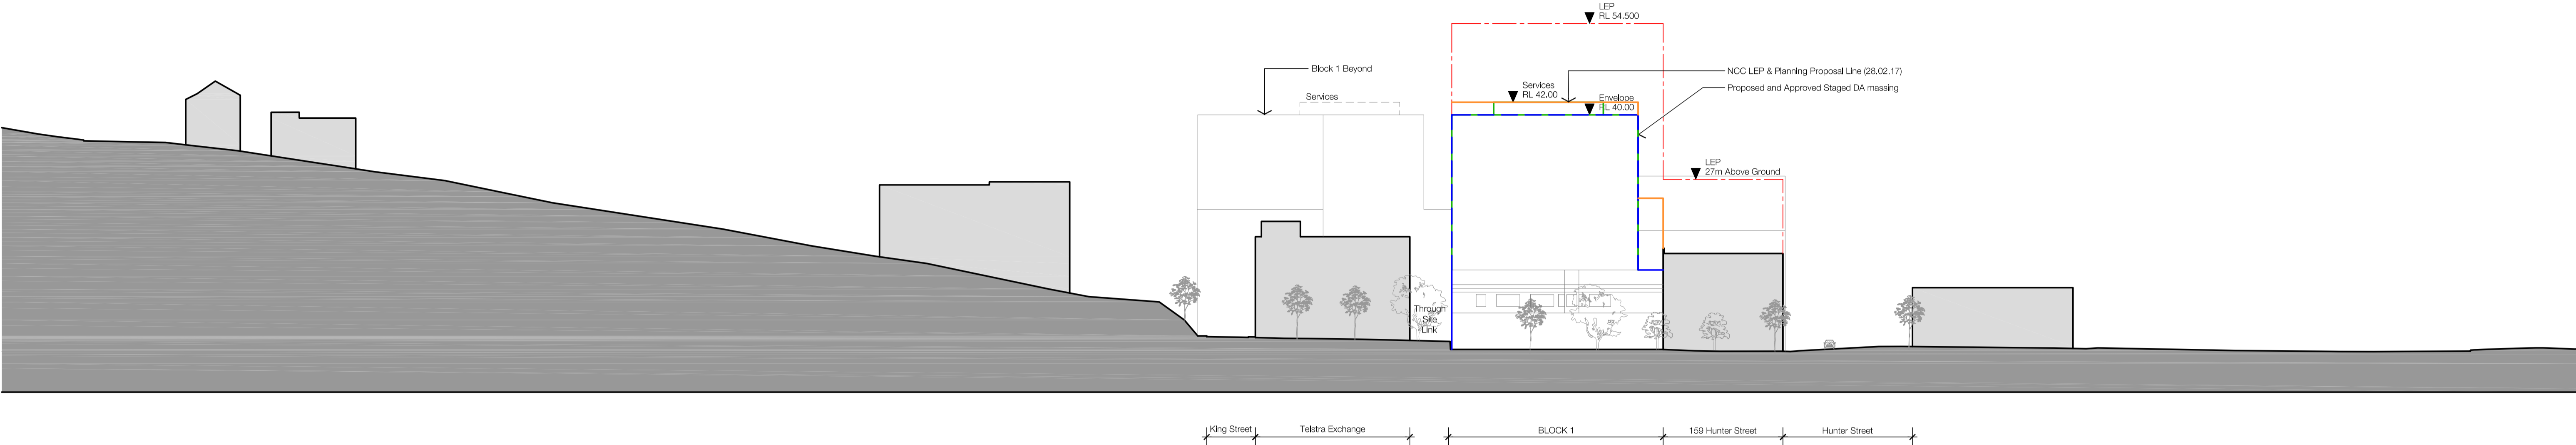 LEP
RL 54.500
Block 1 Beyond
NCC LEP & Planning Proposal Line (28.02.17)
Services
RL 42.00
Proposed and Approved Staged DA massing
Services
Envelope
RL 40.00
LEP
27m Above Ground
Through
Site
Link
King Street
Telstra Exchange
BLOCK 1
159 Hunter Street
Hunter Street